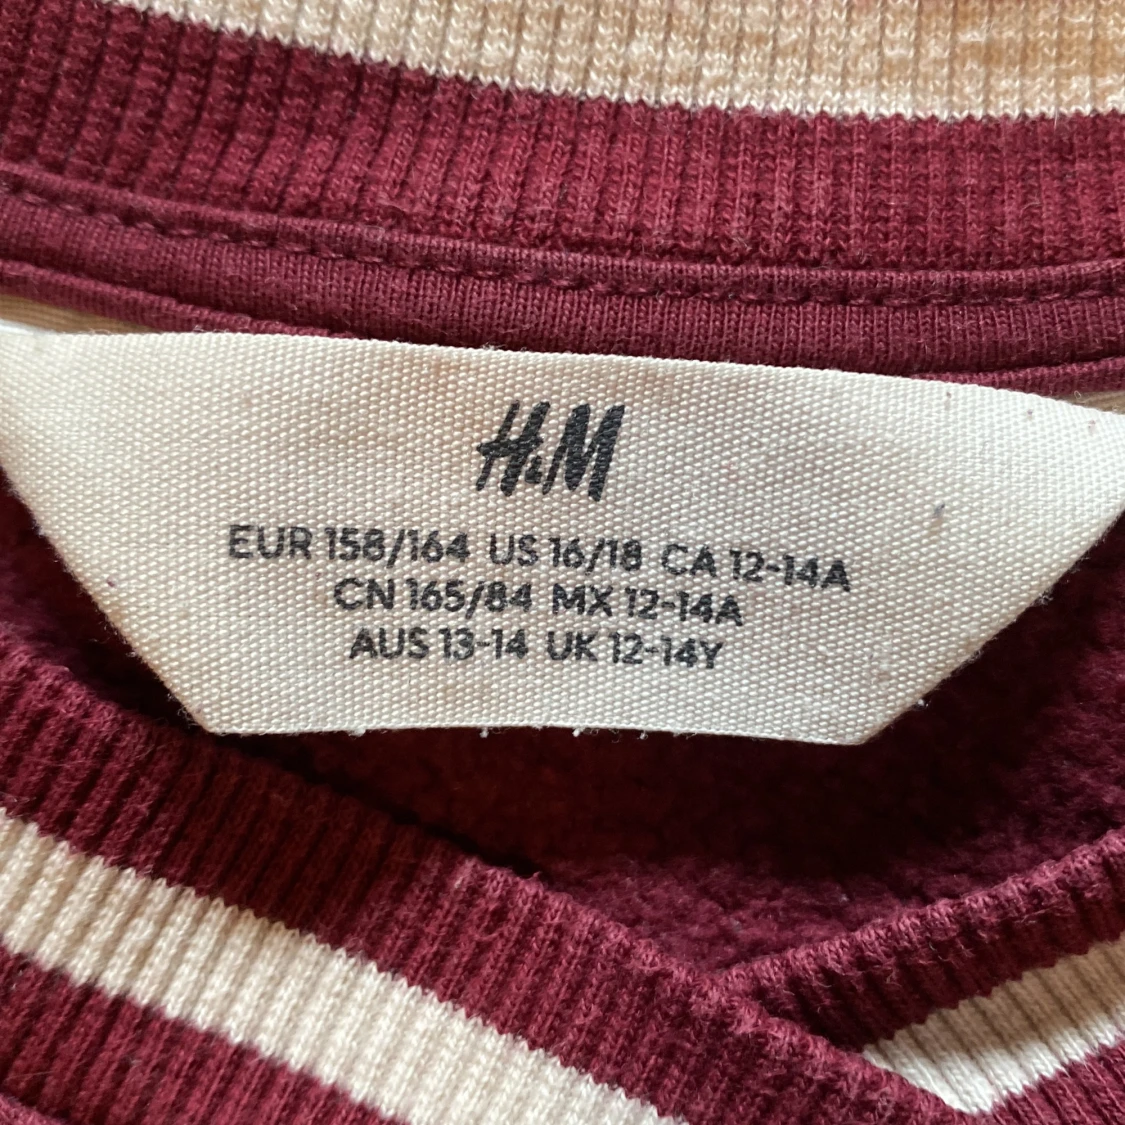 H&M
EUR 158/164 US 16/18 CA 12-14A
CN 165/84 MX 12-14A
AUS 13-14 UK 12-14Y